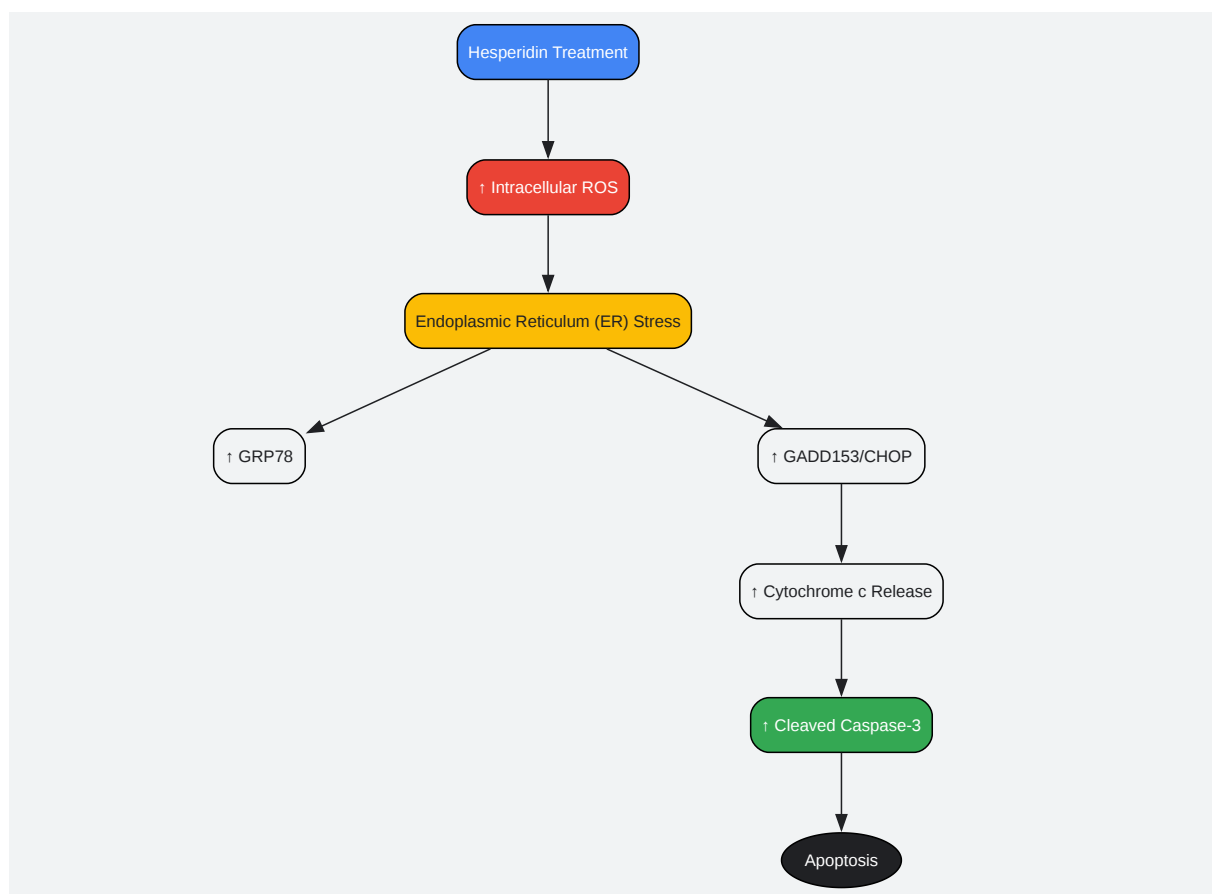 Hesperidin Treatment
↑ Intracellular ROS
Endoplasmic Reticulum (ER) Stress
↑ GRP78
↑ GADD153/CHOP
↑ Cytochrome c Release
↑ Cleaved Caspase-3
Apoptosis